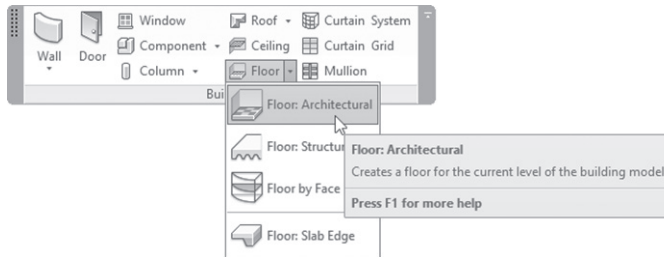 Wall
Door
Window
Component
Column
Roof
Ceiling
Floor
Curtain System
Curtain Grid
Mullion
Floor: Architectural
Floor: Structur
Floor by Face
Floor: Slab Edge
Floor: Architectural
Creates a floor for the current level of the building model
Press F1 for more help